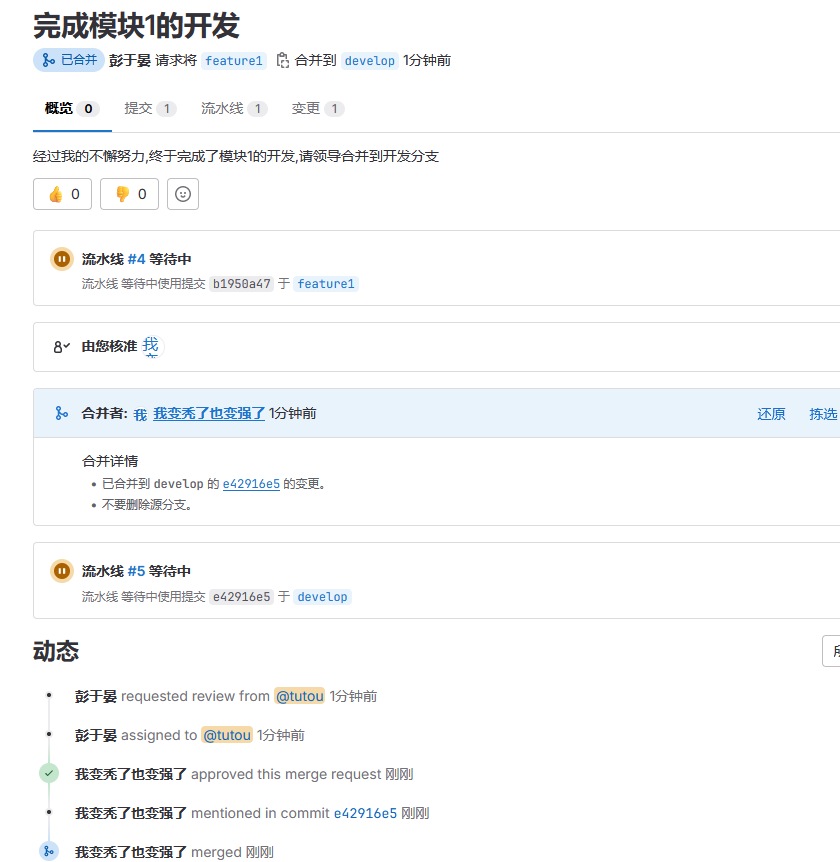 完成模块1的开发
已合并 彭于晏 请求将 feature1 合并到 develop 1分钟前
概览 0 提交 1 流水线 1 变更 1
经过我的不懈努力,终于完成了模块1的开发,请领导合并到开发分支
👍 0 👎 0
流水线 #4 等待中
流水线 等待中使用提交 b1950a47 于 feature1
由您核准 我
合并者: 我 我变秃了也变强了 1分钟前 还原 拣选
合并详情
已合并到 develop 的 e42916e5 的变更。
不要删除源分支。
流水线 #5 等待中
流水线 等待中使用提交 e42916e5 于 develop
动态
彭于晏 requested review from @tutou 1分钟前
彭于晏 assigned to @tutou 1分钟前
我变秃了也变强了 approved this merge request 刚刚
我变秃了也变强了 mentioned in commit e42916e5 刚刚
我变秃了也变强了 merged 刚刚